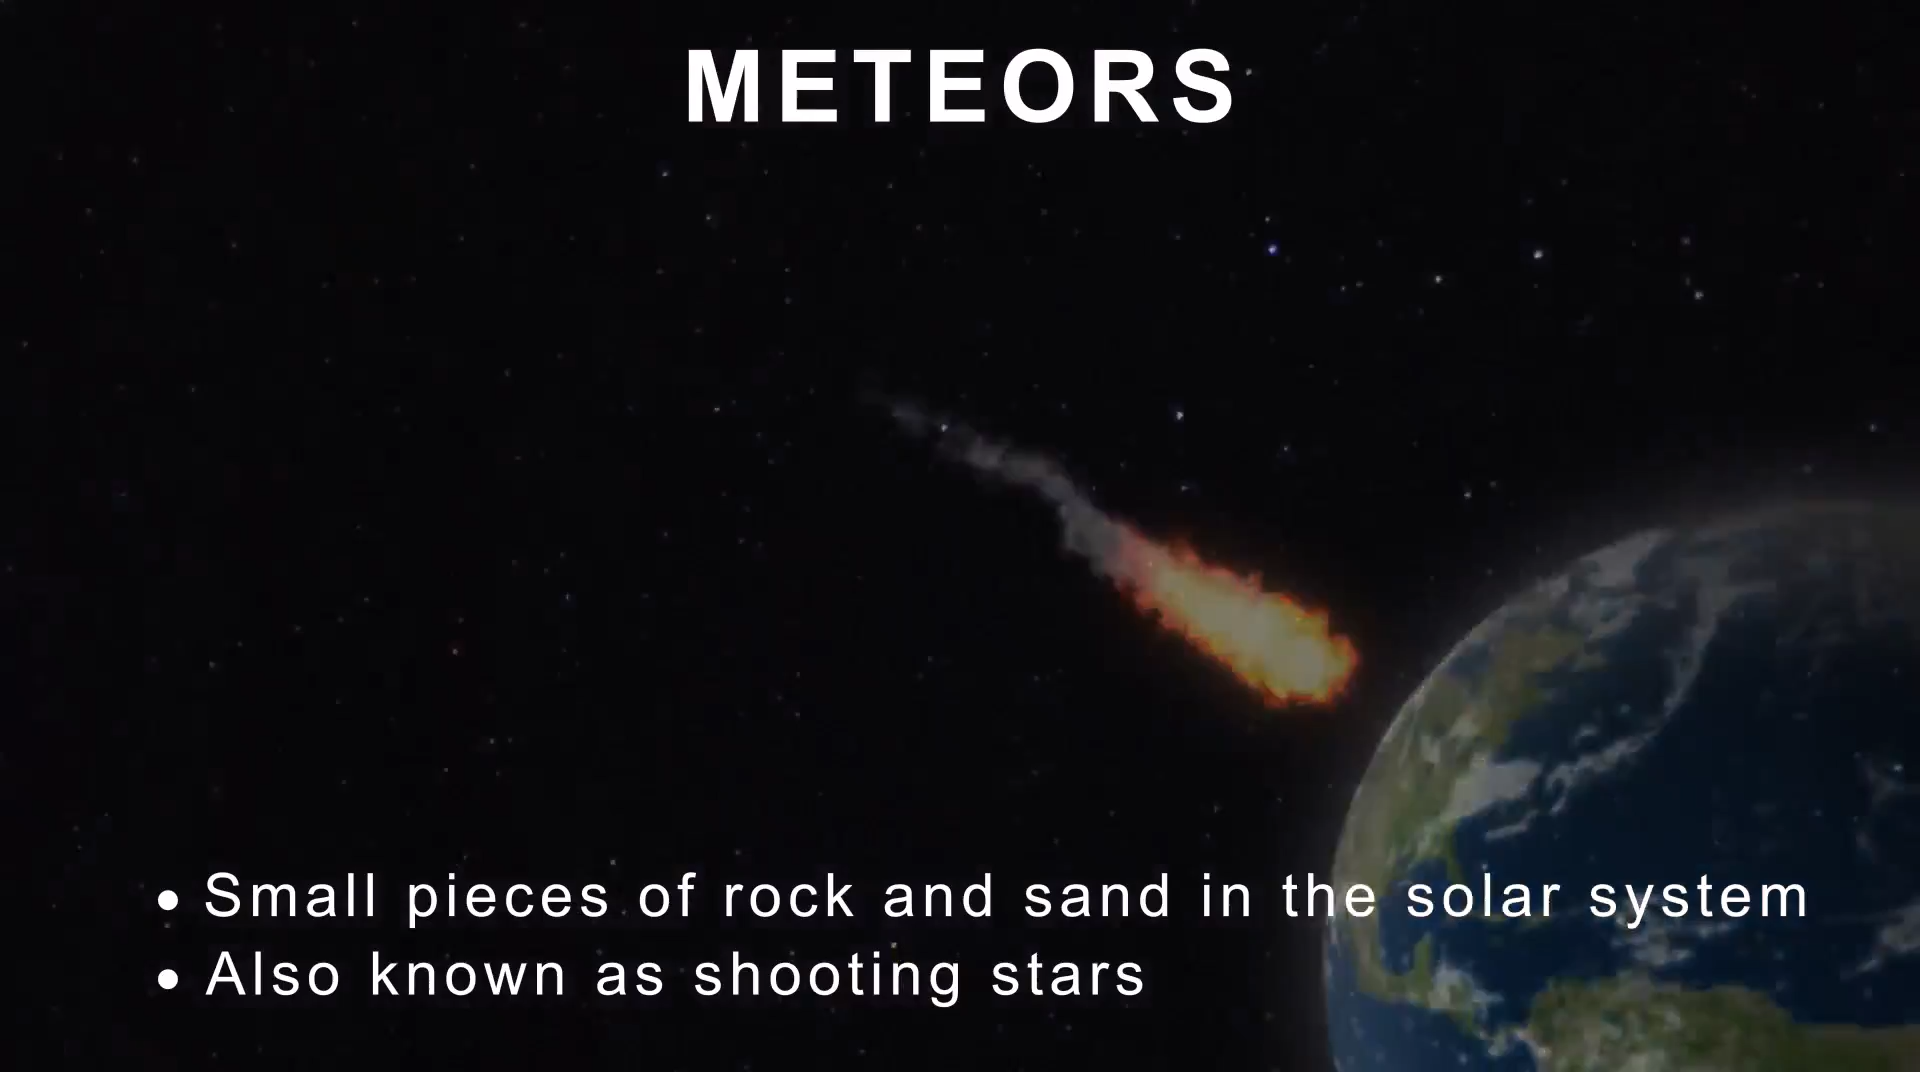 METEORS
• Small pieces of rock and sand in the solar system
• Also known as shooting stars